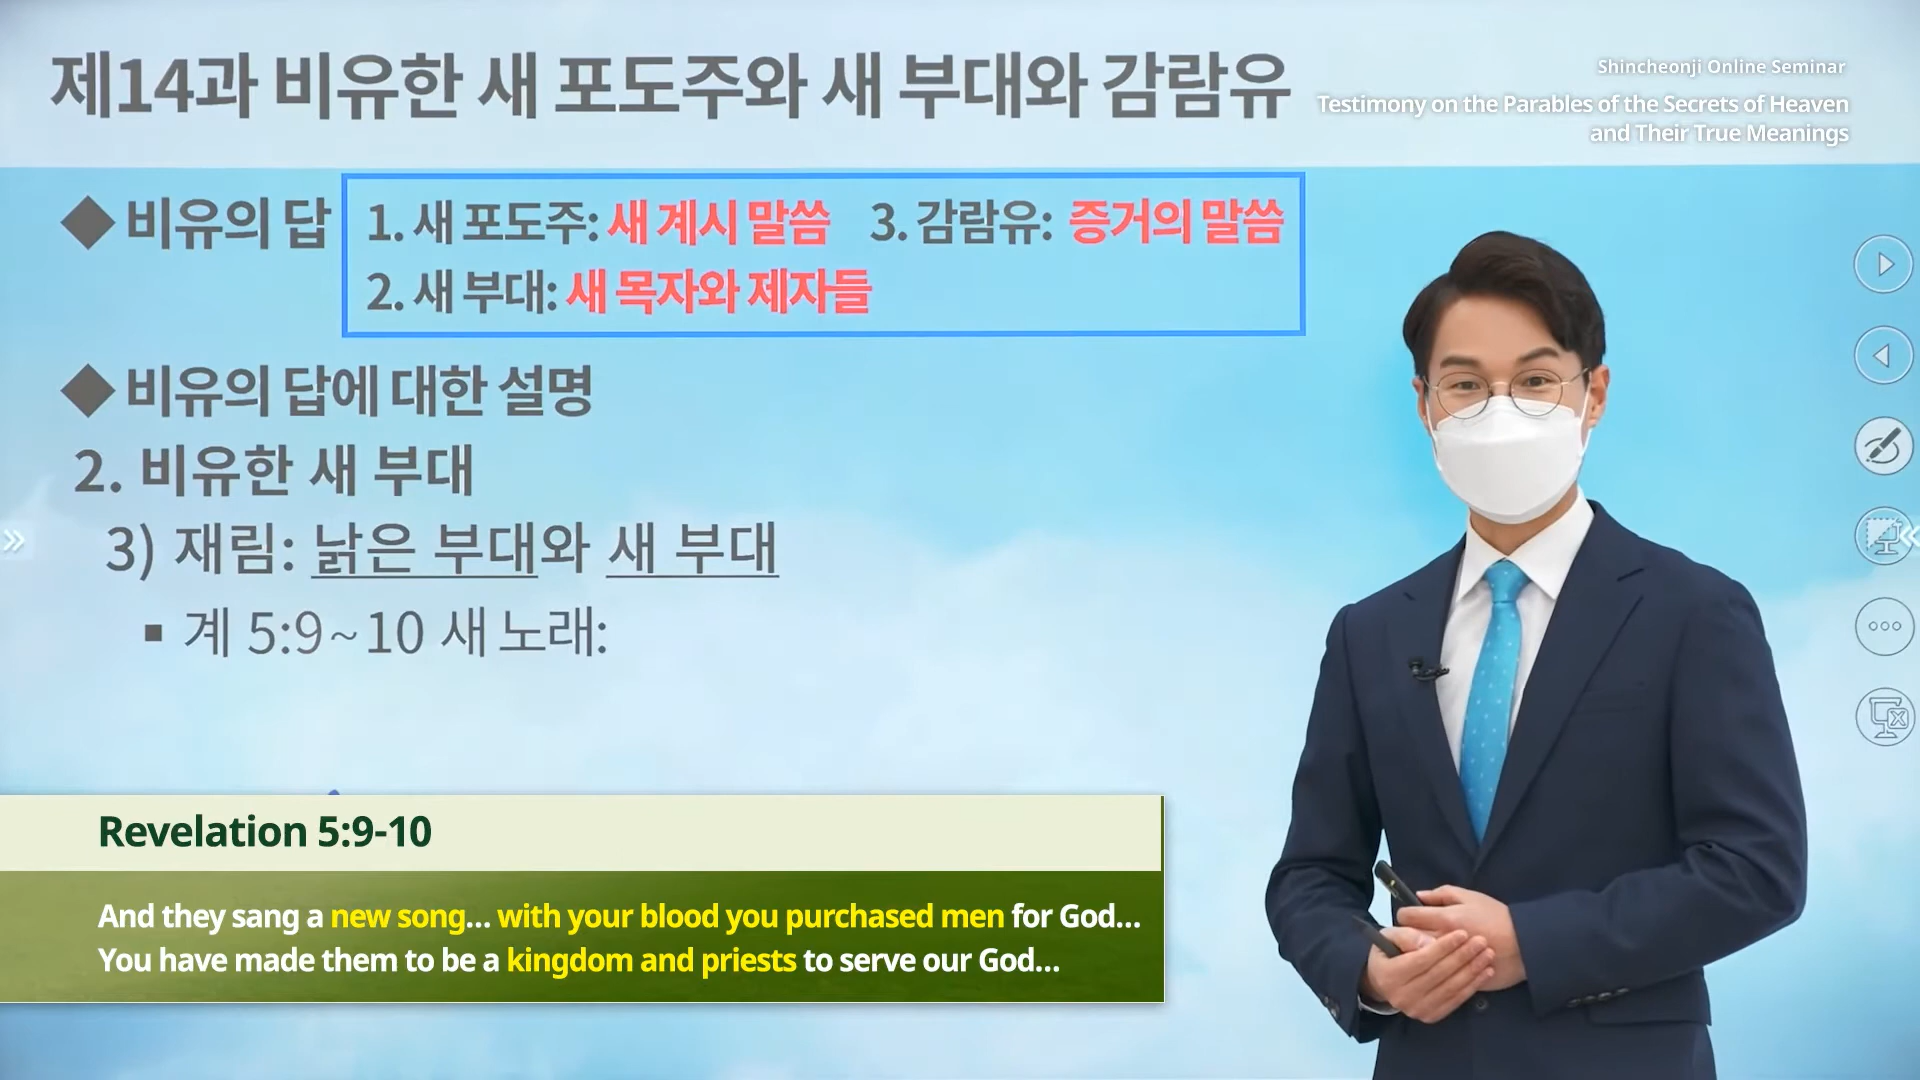 제14과 비유한 새 포도주와 새 부대와 감람유
Shincheonji Online Seminar
Testimony on the Parables of the Secrets of Heaven
and Their True Meanings
◆ 비유의 답
1. 새 포도주: 새 계시 말씀 3. 감람유: 증거의 말씀
2. 새 부대: 새 목자와 제자들
◆ 비유의 답에 대한 설명
2. 비유한 새 부대
3) 재림: 낡은 부대와 새 부대
▪ 계 5:9~10 새 노래:
Revelation 5:9-10
And they sang a new song... with your blood you purchased men for God...
You have made them to be a kingdom and priests to serve our God...